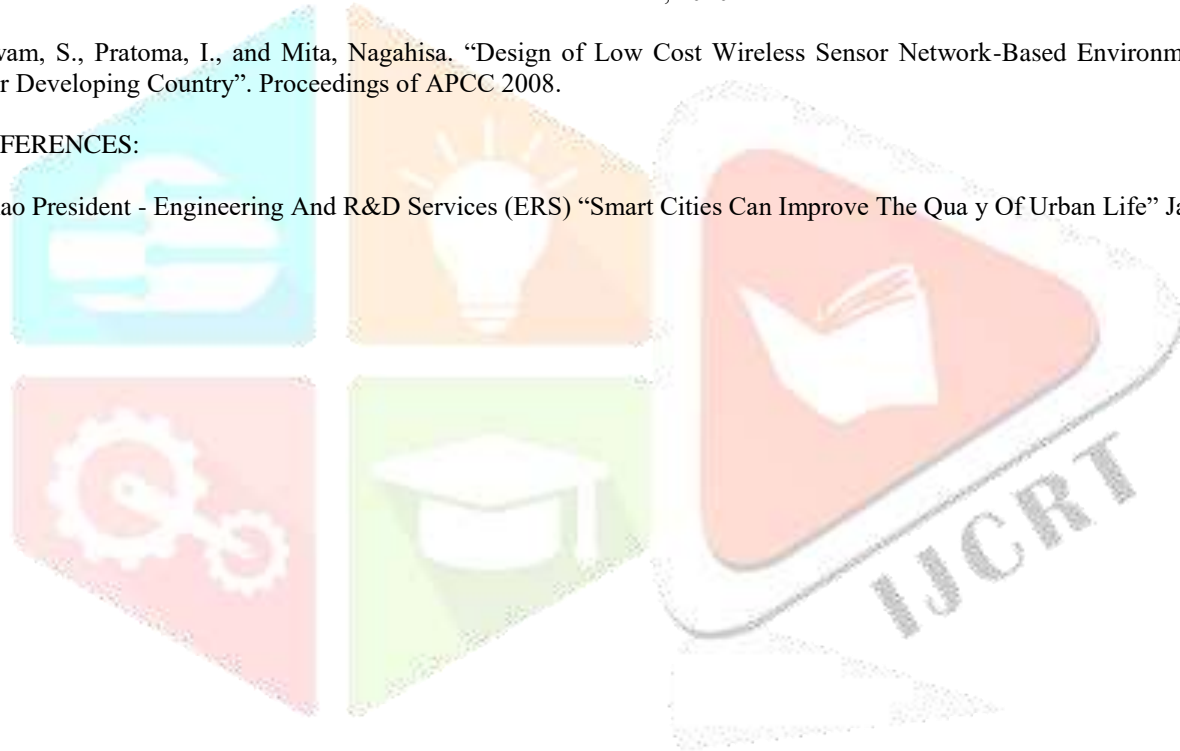 wam, S., Pratoma, I., and Mita, Nagahisa. “Design of Low Cost Wireless Sensor Network-Based Environm
r Developing Country”. Proceedings of APCC 2008.
FERENCES:
ao President - Engineering And R&D Services (ERS) “Smart Cities Can Improve The Qua y Of Urban Life” Ja
IJCRT